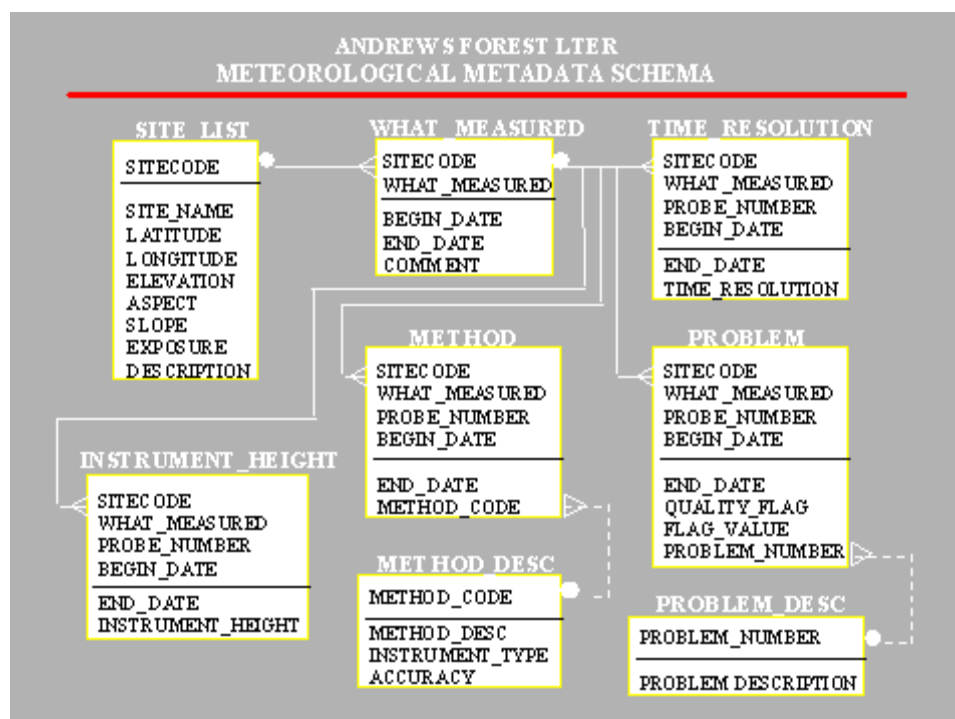 ANDREWS FOREST LTER
METEOROLOGICAL METADATA SCHEMA
SITE_LIST
SITECODE
SITE_NAME
LATITUDE
LONGITUDE
ELEVATION
ASPECT
SLOPE
EXPOSURE
DESCRIPTION
WHAT_MEASURED
SITECODE
WHAT_MEASURED
BEGIN_DATE
END_DATE
COMMENT
TIME_RESOLUTION
SITECODE
WHAT_MEASURED
PROBE_NUMBER
BEGIN_DATE
END_DATE
TIME_RESOLUTION
METHOD
SITECODE
WHAT_MEASURED
PROBE_NUMBER
BEGIN_DATE
END_DATE
METHOD_CODE
PROBLEM
SITECODE
WHAT_MEASURED
PROBE_NUMBER
BEGIN_DATE
END_DATE
QUALITY_FLAG
FLAG_VALUE
PROBLEM_NUMBER
INSTRUMENT_HEIGHT
SITECODE
WHAT_MEASURED
PROBE_NUMBER
BEGIN_DATE
END_DATE
INSTRUMENT_HEIGHT
METHOD_DESC
METHOD_CODE
METHOD_DESC
INSTRUMENT_TYPE
ACCURACY
PROBLEM_DESC
PROBLEM_NUMBER
PROBLEM DESCRIPTION